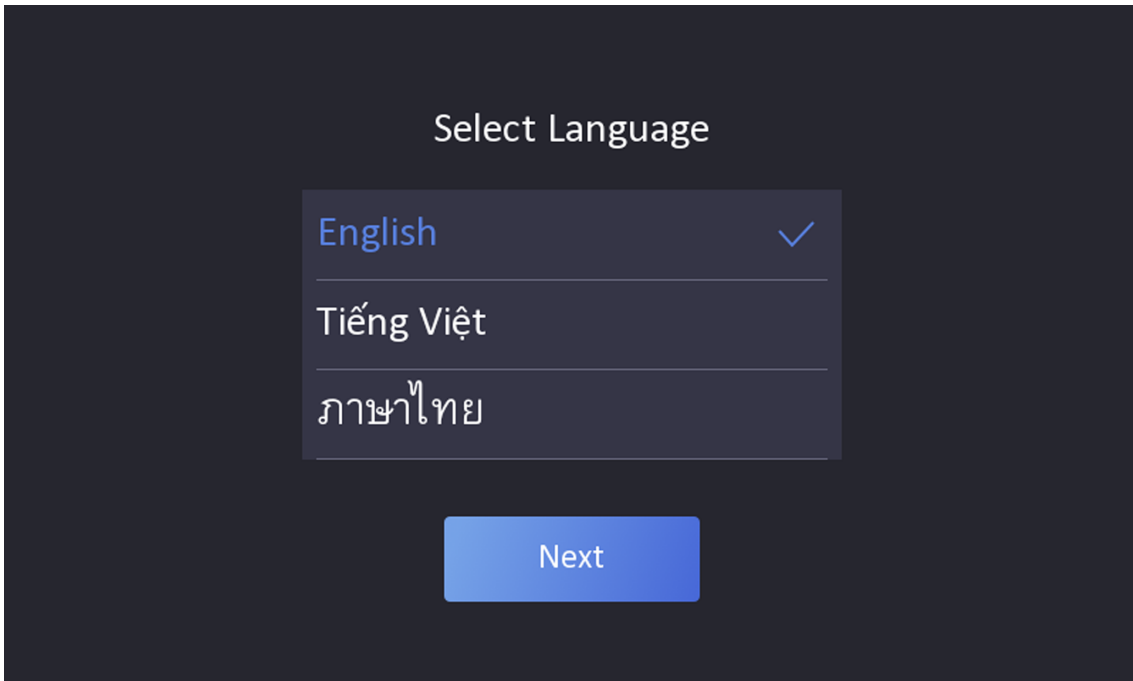 Select Language
English
Tiếng Việt
ภาษาไทย
Next